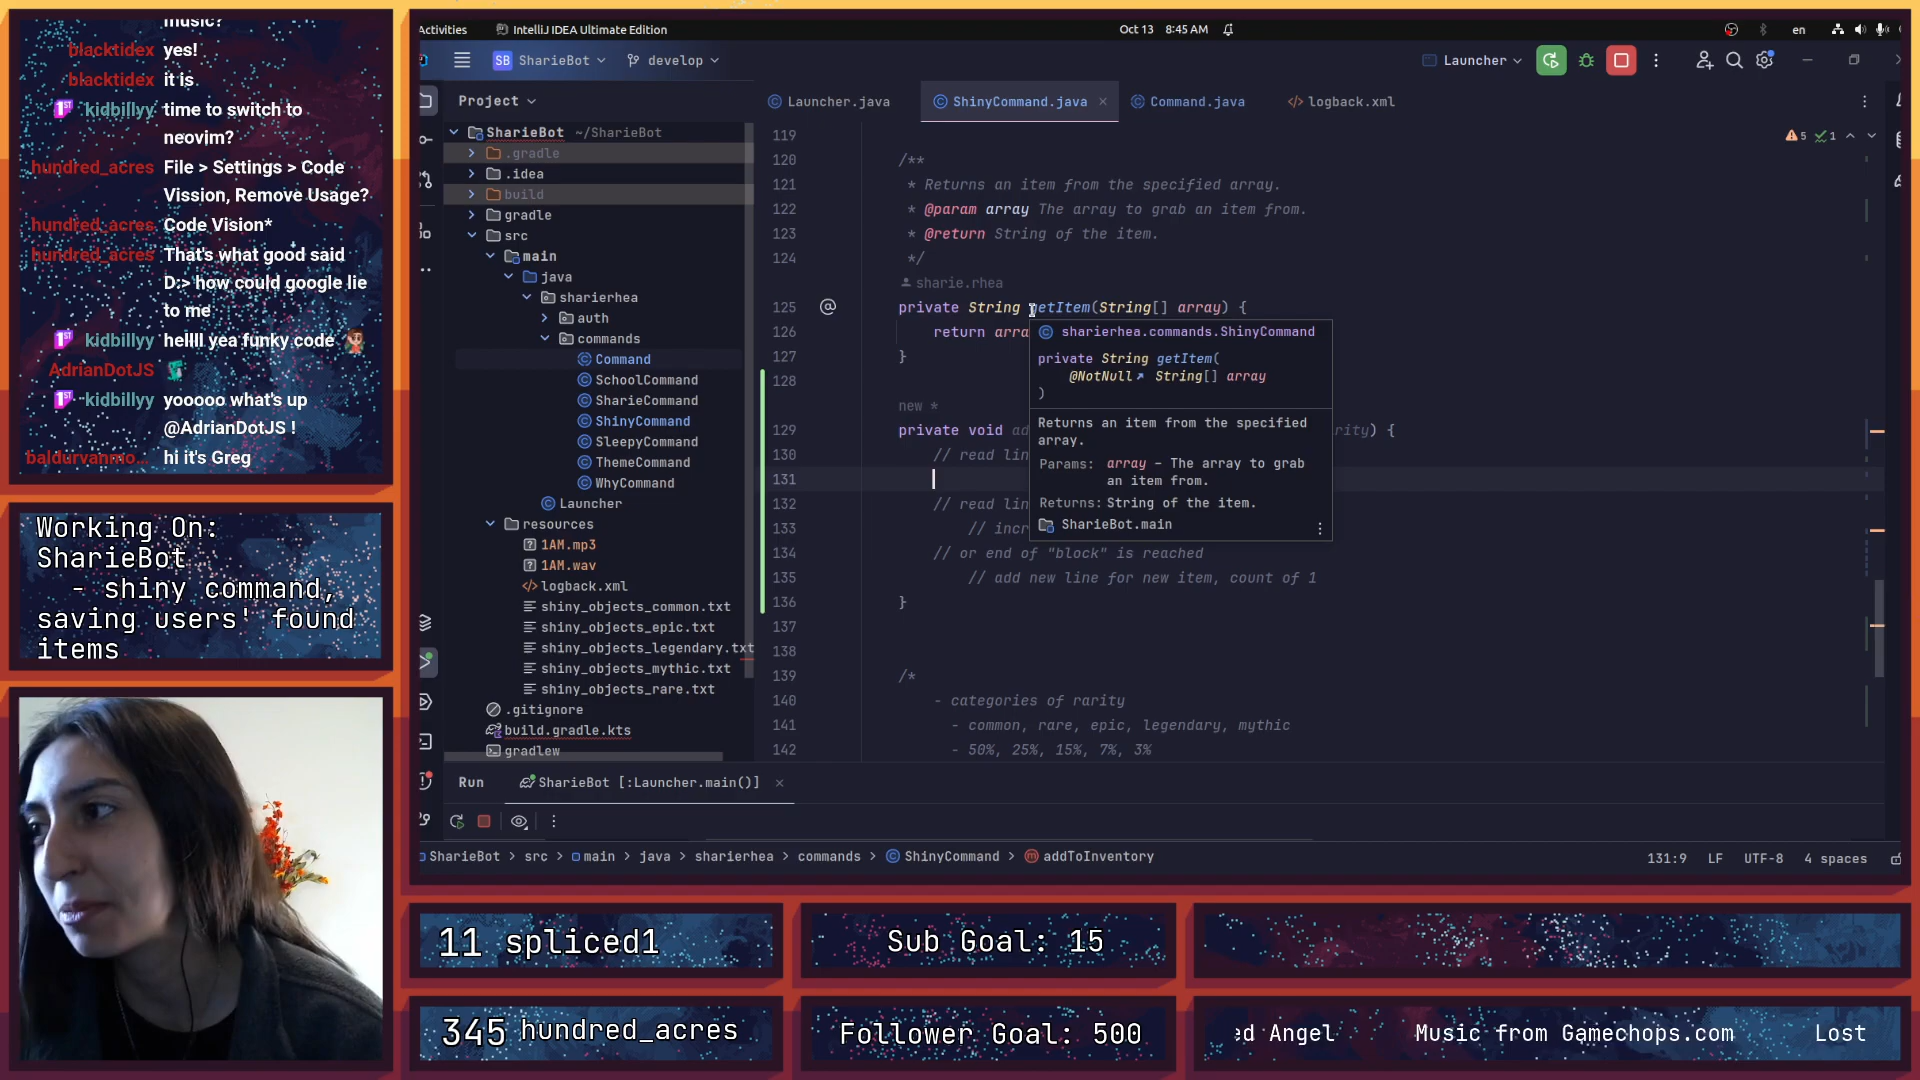 music?
blacktidex yes!
blacktidex it is
kidbillyy time to switch to
neovim?
hundred_acres File > Settings > Code
Vission, Remove Usage?
hundred_acres Code Vision*
hundred_acres That's what good said
D:> how could google lie
to me
kidbillyy hellll yea funky code
AdrianDotJS
kidbillyy yooooo what's up
@AdrianDotJS !
baldurvanmo... hi it's Greg
Working On:
SharieBot
- shiny command,
saving users' found
items
Activities
IntelliJ IDEA Ultimate Edition
Oct 13 8:45 AM
en
SB SharieBot
develop
Launcher
Project
Launcher.java
ShinyCommand.java
Command.java
logback.xml
SharieBot ~/SharieBot
.gradle
.idea
build
gradle
src
main
java
sharierhea
auth
commands
Command
SchoolCommand
SharieCommand
ShinyCommand
SleepyCommand
ThemeCommand
WhyCommand
Launcher
resources
1AM.mp3
1AM.wav
logback.xml
shiny_objects_common.txt
shiny_objects_epic.txt
shiny_objects_legendary.txt
shiny_objects_mythic.txt
shiny_objects_rare.txt
.gitignore
build.gradle.kts
gradlew
5 1
119
120 /**
121 * Returns an item from the specified array.
122 * @param array The array to grab an item from.
123 * @return String of the item.
124 */
sharie.rhea
125 @ private String getItem(String[] array) {
126 return arra
127 }
128
new *
129 private void ad rity) {
130 // read lin
131
132 // read lin
133 // incr
134 // or end of "block" is reached
135 // add new line for new item, count of 1
136 }
137
138
139 /*
140 - categories of rarity
141 - common, rare, epic, legendary, mythic
142 - 50%, 25%, 15%, 7%, 3%
sharierhea.commands.ShinyCommand
private String getItem(
@NotNull String[] array
)
Returns an item from the specified
array.
Params: array – The array to grab
an item from.
Returns: String of the item.
SharieBot.main
Run
SharieBot [:Launcher.main()]
SharieBot > src > main > java > sharierhea > commands > ShinyCommand > addToInventory
131:9 LF UTF-8 4 spaces
11 spliced1
Sub Goal: 15
345 hundred_acres
Follower Goal: 500
ed Angel Music from Gamechops.com Lost